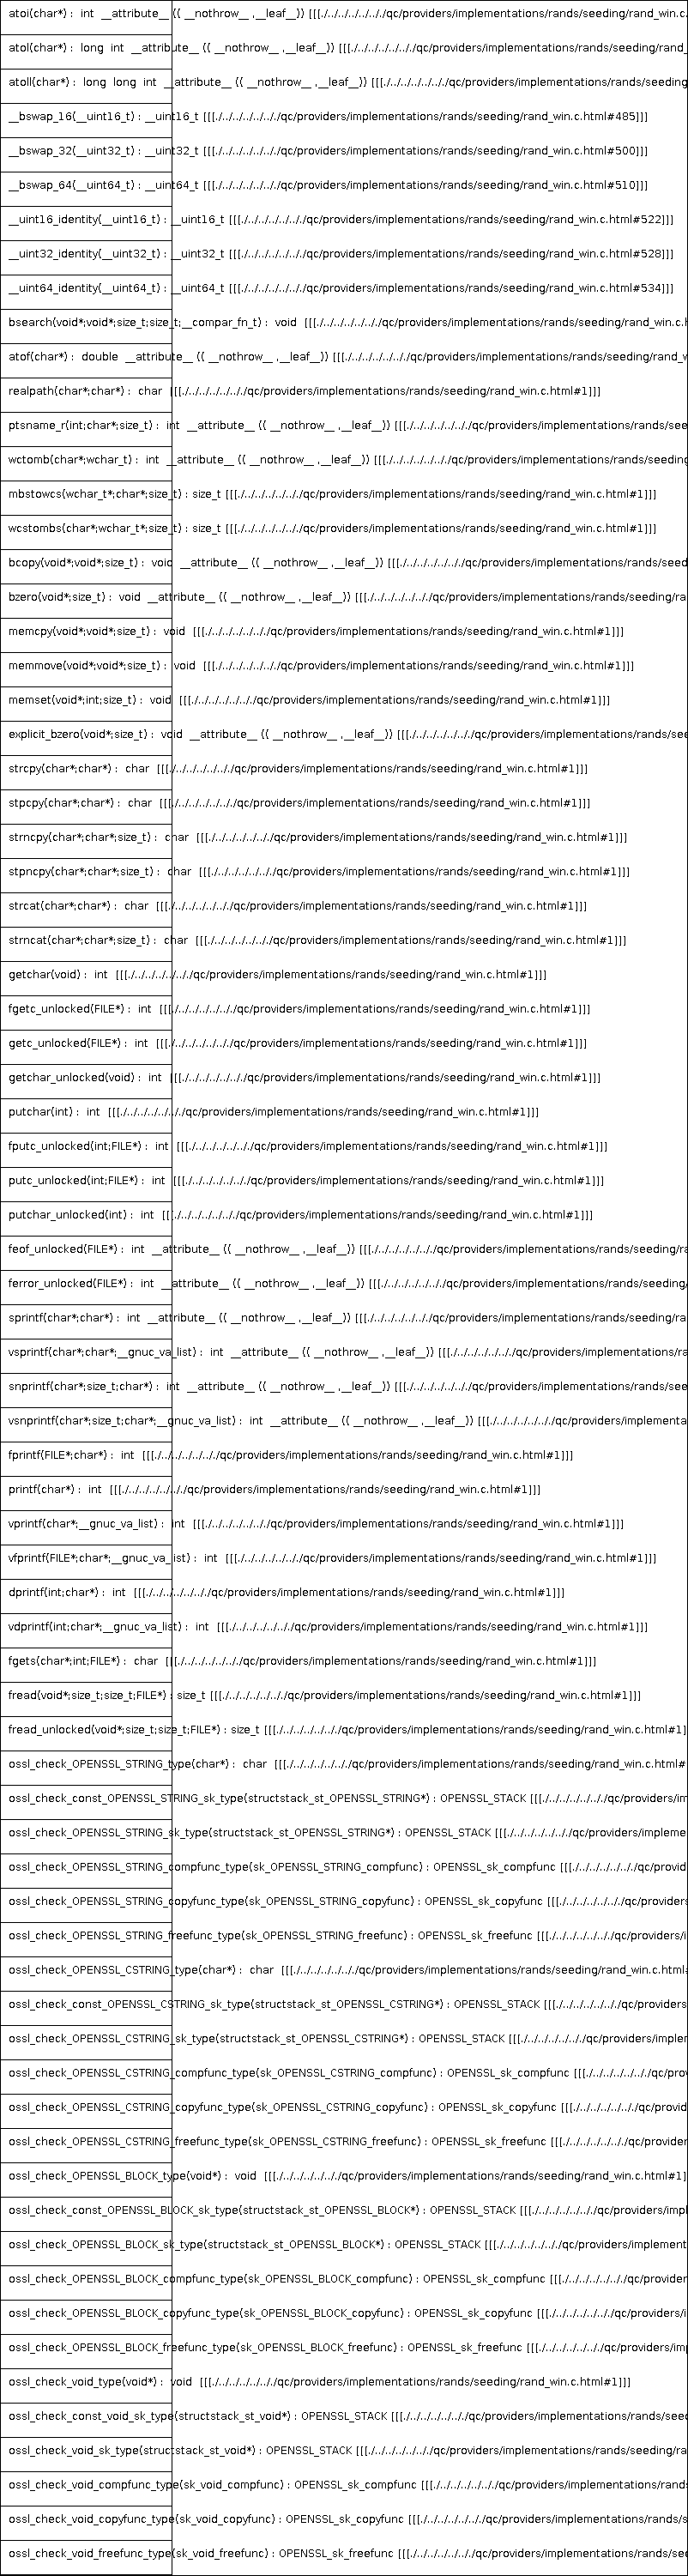 atoi(char*) :  int  __attribute__ (( __nothrow__ ,__leaf__)) [[[./../../../../../qc/providers/implementations/rands/seeding/rand_win.c.
atol(char*) :  long  int  __attribute__ (( __nothrow__ ,__leaf__)) [[[./../../../../../qc/providers/implementations/rands/seeding/rand_
atoll(char*) :  long  long  int  __attribute__ (( __nothrow__ ,__leaf__)) [[[./../../../../../qc/providers/implementations/rands/seeding
__bswap_16(__uint16_t) : __uint16_t [[[./../../../../../qc/providers/implementations/rands/seeding/rand_win.c.html#485]]]
__bswap_32(__uint32_t) : __uint32_t [[[./../../../../../qc/providers/implementations/rands/seeding/rand_win.c.html#500]]]
__bswap_64(__uint64_t) : __uint64_t [[[./../../../../../qc/providers/implementations/rands/seeding/rand_win.c.html#510]]]
__uint16_identity(__uint16_t) : __uint16_t [[[./../../../../../qc/providers/implementations/rands/seeding/rand_win.c.html#522]]]
__uint32_identity(__uint32_t) : __uint32_t [[[./../../../../../qc/providers/implementations/rands/seeding/rand_win.c.html#528]]]
__uint64_identity(__uint64_t) : __uint64_t [[[./../../../../../qc/providers/implementations/rands/seeding/rand_win.c.html#534]]]
bsearch(void*;void*;size_t;size_t;__compar_fn_t) :  void  [[[./../../../../../qc/providers/implementations/rands/seeding/rand_win.c.h
atof(char*) :  double  __attribute__ (( __nothrow__ ,__leaf__)) [[[./../../../../../qc/providers/implementations/rands/seeding/rand_w
realpath(char*;char*) :  char  [[[./../../../../../qc/providers/implementations/rands/seeding/rand_win.c.html#1]]]
ptsname_r(int;char*;size_t) :  int  __attribute__ (( __nothrow__ ,__leaf__)) [[[./../../../../../qc/providers/implementations/rands/see
wctomb(char*;wchar_t) :  int  __attribute__ (( __nothrow__ ,__leaf__)) [[[./../../../../../qc/providers/implementations/rands/seeding
mbstowcs(wchar_t*;char*;size_t) : size_t [[[./../../../../../qc/providers/implementations/rands/seeding/rand_win.c.html#1]]]
wcstombs(char*;wchar_t*;size_t) : size_t [[[./../../../../../qc/providers/implementations/rands/seeding/rand_win.c.html#1]]]
bcopy(void*;void*;size_t) :  void  __attribute__ (( __nothrow__ ,__leaf__)) [[[./../../../../../qc/providers/implementations/rands/seed
bzero(void*;size_t) :  void  __attribute__ (( __nothrow__ ,__leaf__)) [[[./../../../../../qc/providers/implementations/rands/seeding/ra
memcpy(void*;void*;size_t) :  void  [[[./../../../../../qc/providers/implementations/rands/seeding/rand_win.c.html#1]]]
memmove(void*;void*;size_t) :  void  [[[./../../../../../qc/providers/implementations/rands/seeding/rand_win.c.html#1]]]
memset(void*;int;size_t) :  void  [[[./../../../../../qc/providers/implementations/rands/seeding/rand_win.c.html#1]]]
explicit_bzero(void*;size_t) :  void  __attribute__ (( __nothrow__ ,__leaf__)) [[[./../../../../../qc/providers/implementations/rands/see
strcpy(char*;char*) :  char  [[[./../../../../../qc/providers/implementations/rands/seeding/rand_win.c.html#1]]]
stpcpy(char*;char*) :  char  [[[./../../../../../qc/providers/implementations/rands/seeding/rand_win.c.html#1]]]
strncpy(char*;char*;size_t) :  char  [[[./../../../../../qc/providers/implementations/rands/seeding/rand_win.c.html#1]]]
stpncpy(char*;char*;size_t) :  char  [[[./../../../../../qc/providers/implementations/rands/seeding/rand_win.c.html#1]]]
strcat(char*;char*) :  char  [[[./../../../../../qc/providers/implementations/rands/seeding/rand_win.c.html#1]]]
strncat(char*;char*;size_t) :  char  [[[./../../../../../qc/providers/implementations/rands/seeding/rand_win.c.html#1]]]
getchar(void) :  int  [[[./../../../../../qc/providers/implementations/rands/seeding/rand_win.c.html#1]]]
fgetc_unlocked(FILE*) :  int  [[[./../../../../../qc/providers/implementations/rands/seeding/rand_win.c.html#1]]]
getc_unlocked(FILE*) :  int  [[[./../../../../../qc/providers/implementations/rands/seeding/rand_win.c.html#1]]]
getchar_unlocked(void) :  int  [[[./../../../../../qc/providers/implementations/rands/seeding/rand_win.c.html#1]]]
putchar(int) :  int  [[[./../../../../../qc/providers/implementations/rands/seeding/rand_win.c.html#1]]]
fputc_unlocked(int;FILE*) :  int  [[[./../../../../../qc/providers/implementations/rands/seeding/rand_win.c.html#1]]]
putc_unlocked(int;FILE*) :  int  [[[./../../../../../qc/providers/implementations/rands/seeding/rand_win.c.html#1]]]
putchar_unlocked(int) :  int  [[[./../../../../../qc/providers/implementations/rands/seeding/rand_win.c.html#1]]]
feof_unlocked(FILE*) :  int  __attribute__ (( __nothrow__ ,__leaf__)) [[[./../../../../../qc/providers/implementations/rands/seeding/ra
ferror_unlocked(FILE*) :  int  __attribute__ (( __nothrow__ ,__leaf__)) [[[./../../../../../qc/providers/implementations/rands/seeding/
sprintf(char*;char*) :  int  __attribute__ (( __nothrow__ ,__leaf__)) [[[./../../../../../qc/providers/implementations/rands/seeding/ra
vsprintf(char*;char*;__gnuc_va_list) :  int  __attribute__ (( __nothrow__ ,__leaf__)) [[[./../../../../../qc/providers/implementations/ra
snprintf(char*;size_t;char*) :  int  __attribute__ (( __nothrow__ ,__leaf__)) [[[./../../../../../qc/providers/implementations/rands/see
vsnprintf(char*;size_t;char*;__gnuc_va_list) :  int  __attribute__ (( __nothrow__ ,__leaf__)) [[[./../../../../../qc/providers/implementa
fprintf(FILE*;char*) :  int  [[[./../../../../../qc/providers/implementations/rands/seeding/rand_win.c.html#1]]]
printf(char*) :  int  [[[./../../../../../qc/providers/implementations/rands/seeding/rand_win.c.html#1]]]
vprintf(char*;__gnuc_va_list) :  int  [[[./../../../../../qc/providers/implementations/rands/seeding/rand_win.c.html#1]]]
vfprintf(FILE*;char*;__gnuc_va_list) :  int  [[[./../../../../../qc/providers/implementations/rands/seeding/rand_win.c.html#1]]]
dprintf(int;char*) :  int  [[[./../../../../../qc/providers/implementations/rands/seeding/rand_win.c.html#1]]]
vdprintf(int;char*;__gnuc_va_list) :  int  [[[./../../../../../qc/providers/implementations/rands/seeding/rand_win.c.html#1]]]
fgets(char*;int;FILE*) :  char  [[[./../../../../../qc/providers/implementations/rands/seeding/rand_win.c.html#1]]]
fread(void*;size_t;size_t;FILE*) : size_t [[[./../../../../../qc/providers/implementations/rands/seeding/rand_win.c.html#1]]]
fread_unlocked(void*;size_t;size_t;FILE*) : size_t [[[./../../../../../qc/providers/implementations/rands/seeding/rand_win.c.html#1]
ossl_check_OPENSSL_STRING_type(char*) :  char  [[[./../../../../../qc/providers/implementations/rands/seeding/rand_win.c.html#
ossl_check_const_OPENSSL_STRING_sk_type(structstack_st_OPENSSL_STRING*) : OPENSSL_STACK [[[./../../../../../qc/providers/im
ossl_check_OPENSSL_STRING_sk_type(structstack_st_OPENSSL_STRING*) : OPENSSL_STACK [[[./../../../../../qc/providers/impleme
ossl_check_OPENSSL_STRING_compfunc_type(sk_OPENSSL_STRING_compfunc) : OPENSSL_sk_compfunc [[[./../../../../../qc/provid
ossl_check_OPENSSL_STRING_copyfunc_type(sk_OPENSSL_STRING_copyfunc) : OPENSSL_sk_copyfunc [[[./../../../../../qc/providers
ossl_check_OPENSSL_STRING_freefunc_type(sk_OPENSSL_STRING_freefunc) : OPENSSL_sk_freefunc [[[./../../../../../qc/providers/i
ossl_check_OPENSSL_CSTRING_type(char*) :  char  [[[./../../../../../qc/providers/implementations/rands/seeding/rand_win.c.html#
ossl_check_const_OPENSSL_CSTRING_sk_type(structstack_st_OPENSSL_CSTRING*) : OPENSSL_STACK [[[./../../../../../qc/providers
ossl_check_OPENSSL_CSTRING_sk_type(structstack_st_OPENSSL_CSTRING*) : OPENSSL_STACK [[[./../../../../../qc/providers/implen
ossl_check_OPENSSL_CSTRING_compfunc_type(sk_OPENSSL_CSTRING_compfunc) : OPENSSL_sk_compfunc [[[./../../../../../qc/prov
ossl_check_OPENSSL_CSTRING_copyfunc_type(sk_OPENSSL_CSTRING_copyfunc) : OPENSSL_sk_copyfunc [[[./../../../../../qc/provid
ossl_check_OPENSSL_CSTRING_freefunc_type(sk_OPENSSL_CSTRING_freefunc) : OPENSSL_sk_freefunc [[[./../../../../../qc/provider
ossl_check_OPENSSL_BLOCK_type(void*) :  void  [[[./../../../../../qc/providers/implementations/rands/seeding/rand_win.c.html#1]
ossl_check_const_OPENSSL_BLOCK_sk_type(structstack_st_OPENSSL_BLOCK*) : OPENSSL_STACK [[[./../../../../../qc/providers/impl
ossl_check_OPENSSL_BLOCK_sk_type(structstack_st_OPENSSL_BLOCK*) : OPENSSL_STACK [[[./../../../../../qc/providers/implement
ossl_check_OPENSSL_BLOCK_compfunc_type(sk_OPENSSL_BLOCK_compfunc) : OPENSSL_sk_compfunc [[[./../../../../../qc/provider
ossl_check_OPENSSL_BLOCK_copyfunc_type(sk_OPENSSL_BLOCK_copyfunc) : OPENSSL_sk_copyfunc [[[./../../../../../qc/providers/i
ossl_check_OPENSSL_BLOCK_freefunc_type(sk_OPENSSL_BLOCK_freefunc) : OPENSSL_sk_freefunc [[[./../../../../../qc/providers/imp
ossl_check_void_type(void*) :  void  [[[./../../../../../qc/providers/implementations/rands/seeding/rand_win.c.html#1]]]
ossl_check_const_void_sk_type(structstack_st_void*) : OPENSSL_STACK [[[./../../../../../qc/providers/implementations/rands/seed
ossl_check_void_sk_type(structstack_st_void*) : OPENSSL_STACK [[[./../../../../../qc/providers/implementations/rands/seeding/ra
ossl_check_void_compfunc_type(sk_void_compfunc) : OPENSSL_sk_compfunc [[[./../../../../../qc/providers/implementations/rands
ossl_check_void_copyfunc_type(sk_void_copyfunc) : OPENSSL_sk_copyfunc [[[./../../../../../qc/providers/implementations/rands/s
ossl_check_void_freefunc_type(sk_void_freefunc) : OPENSSL_sk_freefunc [[[./../../../../../qc/providers/implementations/rands/see